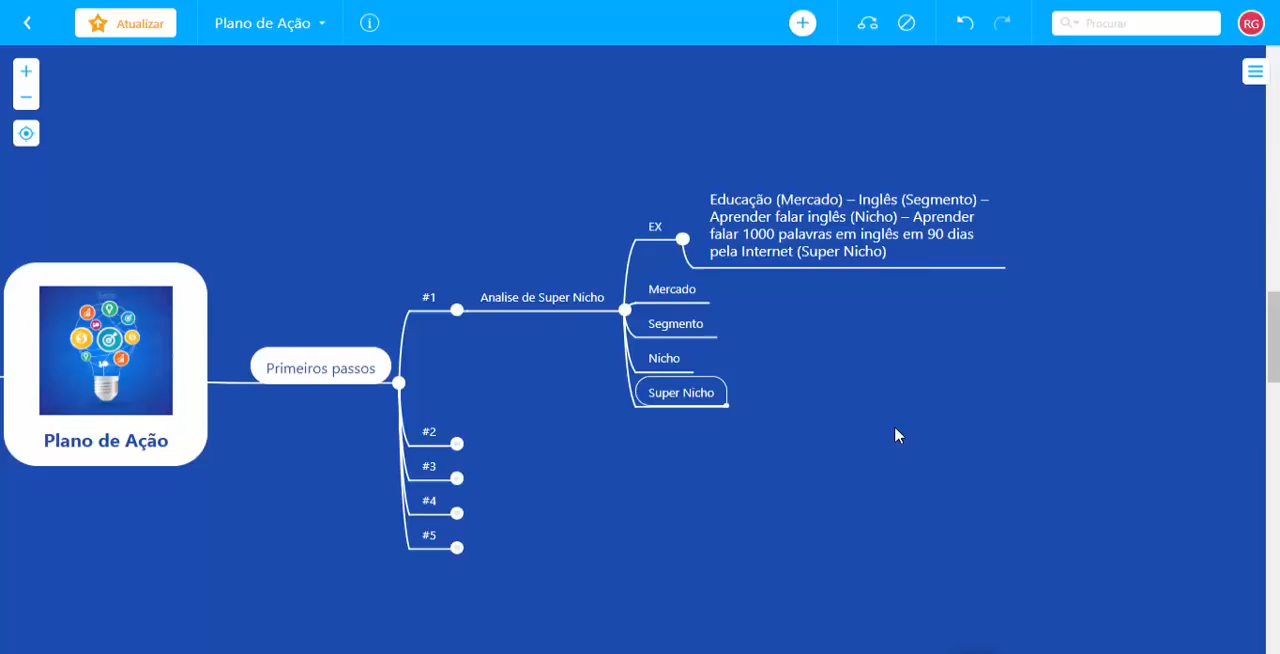 Atualizar
Plano de Ação
Procurar
RG
Educação (Mercado) – Inglês (Segmento) –
Aprender falar inglês (Nicho) – Aprender
falar 1000 palavras em inglês em 90 dias
pela Internet (Super Nicho)
EX
Mercado
#1
Analise de Super Nicho
Segmento
Nicho
Primeiros passos
Super Nicho
Plano de Ação
#2
#3
#4
#5